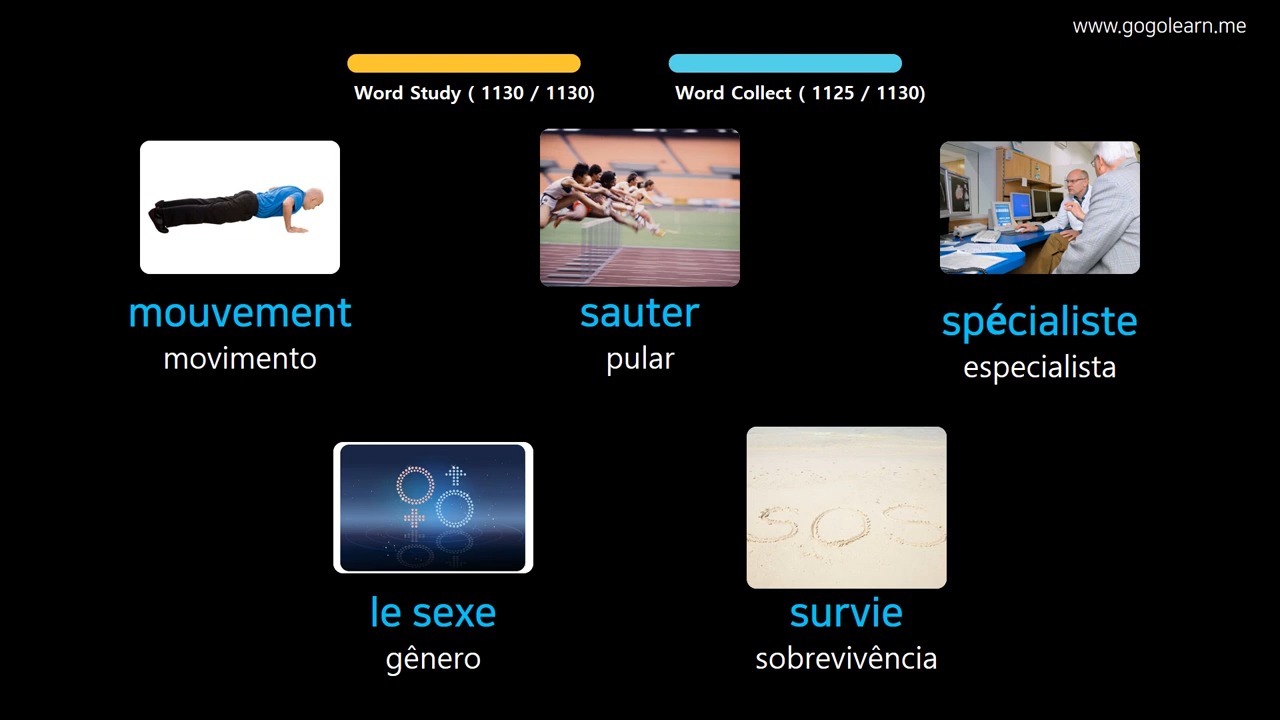 www.gogolearn.me
Word Study ( 1130 / 1130)
Word Collect ( 1125 / 1130)
mouvement
movimento
sauter
pular
spécialiste
especialista
SOS
le sexe
gênero
survie
sobrevivência